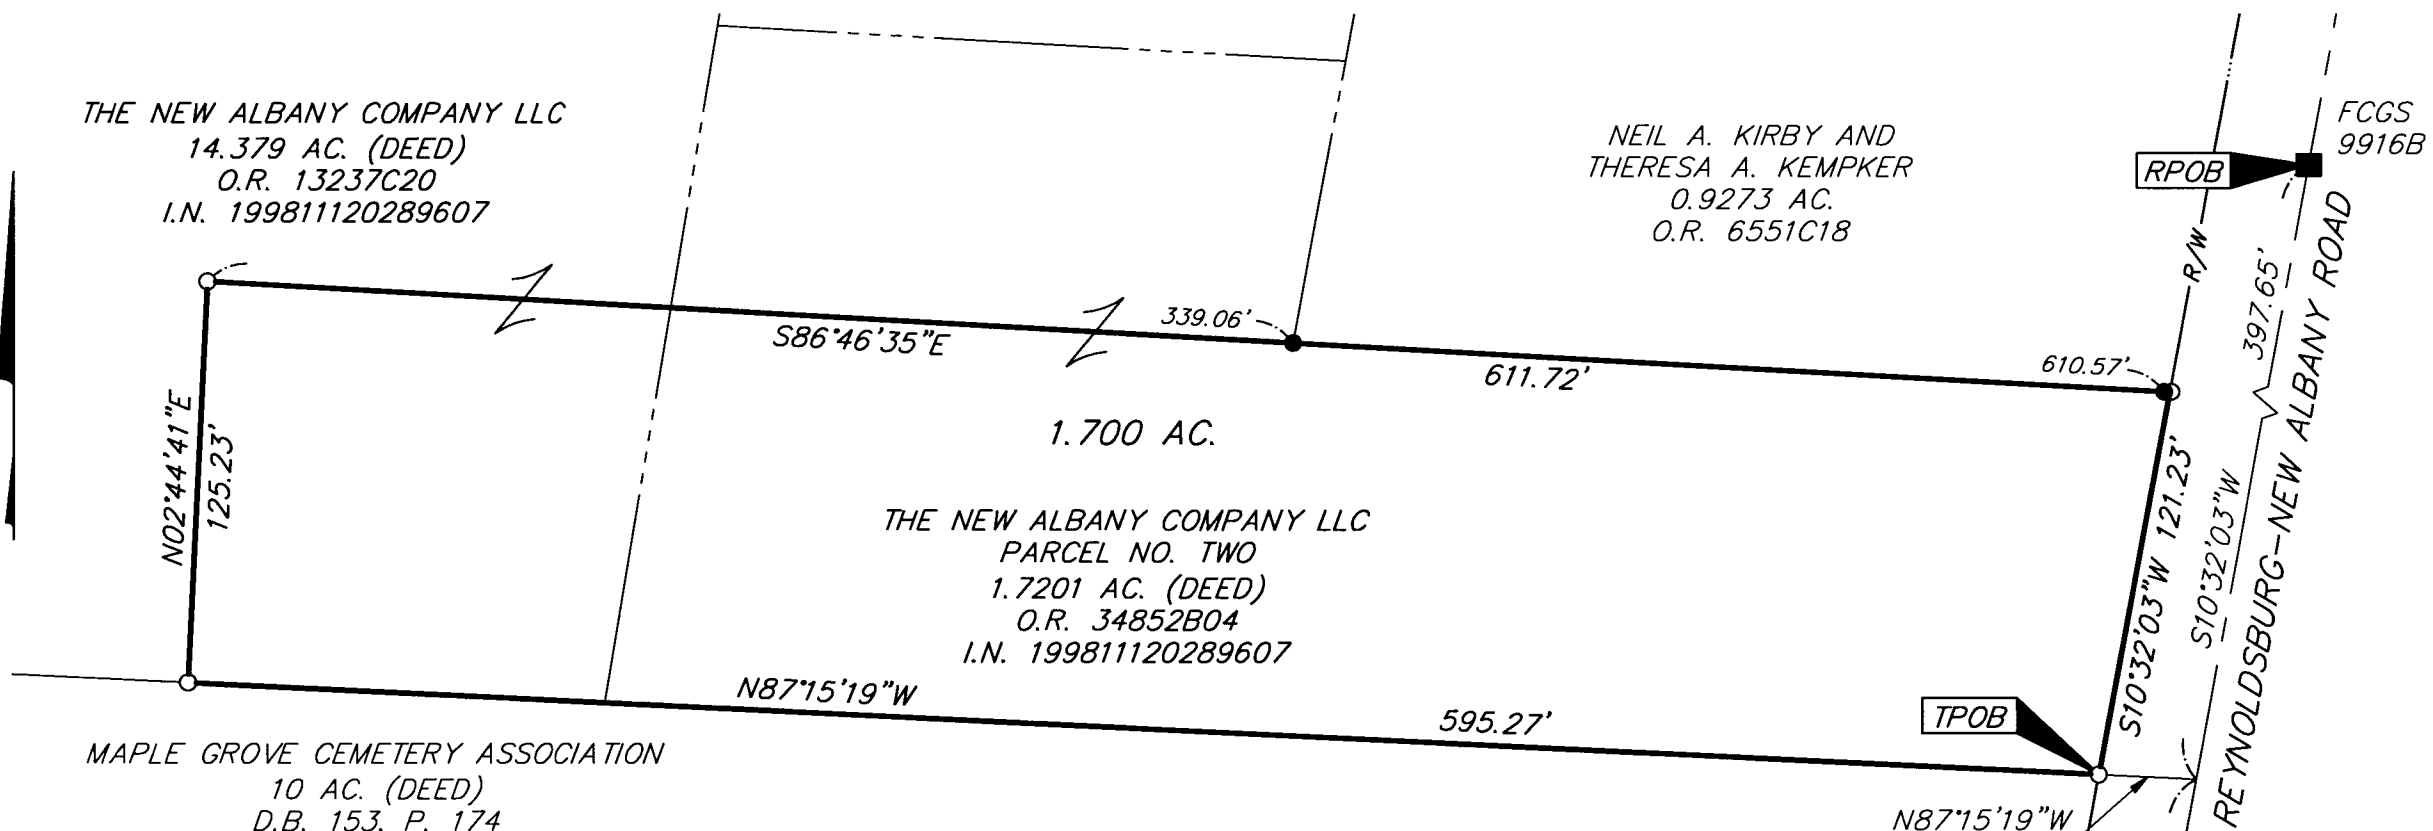 THE NEW ALBANY COMPANY LLC
14.379 AC. (DEED)
O.R. 13237C20
I.N. 199811120289607
NEIL A. KIRBY AND
THERESA A. KEMPKER
0.9273 AC.
O.R. 6551C18
FCGS
9916B
RPOB
R/W
397.65'
S10°32'03"W
REYNOLDSBURG-NEW ALBANY ROAD
339.06'
S86°46'35"E
611.72'
610.57'
N02°44'41"E
125.23'
1.700 AC.
S10°32'03"W 121.23'
THE NEW ALBANY COMPANY LLC
PARCEL NO. TWO
1.7201 AC. (DEED)
O.R. 34852B04
I.N. 199811120289607
N87°15'19"W
595.27'
TPOB
MAPLE GROVE CEMETERY ASSOCIATION
10 AC. (DEED)
D.B. 153, P. 174
N87°15'19"W